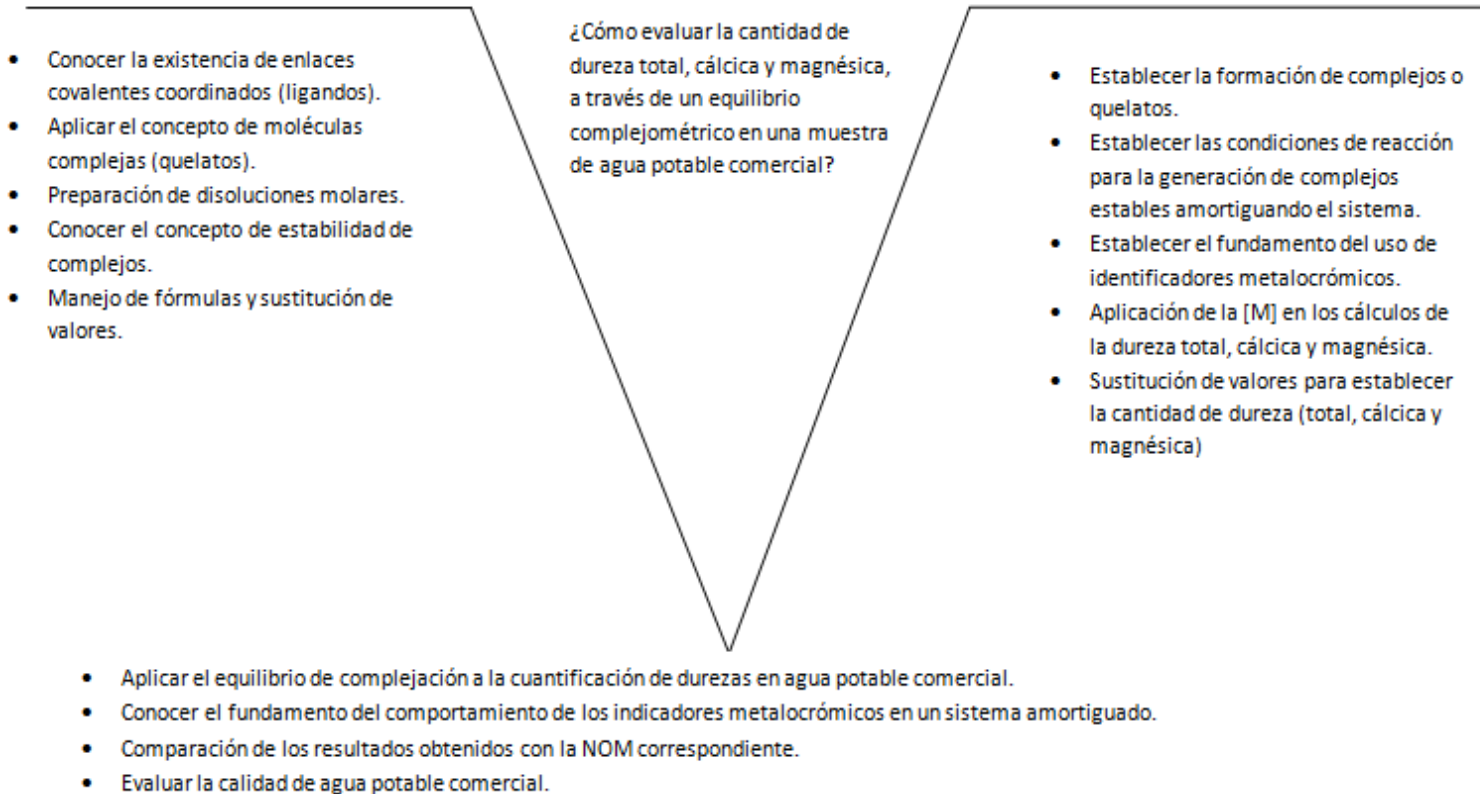 • Conocer la existencia de enlaces
covalentes coordinados (ligandos).
• Aplicar el concepto de moléculas
complejas (quelatos).
• Preparación de disoluciones molares.
• Conocer el concepto de estabilidad de
complejos.
• Manejo de fórmulas y sustitución de
valores.
¿Cómo evaluar la cantidad de
dureza total, cálcica y magnésica,
a través de un equilibrio
complejométrico en una muestra
de agua potable comercial?
• Establecer la formación de complejos o
quelatos.
• Establecer las condiciones de reacción
para la generación de complejos
estables amortiguando el sistema.
• Establecer el fundamento del uso de
identificadores metalocrómicos.
• Aplicación de la [M] en los cálculos de
la dureza total, cálcica y magnésica.
• Sustitución de valores para establecer
la cantidad de dureza (total, cálcica y
magnésica)
• Aplicar el equilibrio de complejación a la cuantificación de durezas en agua potable comercial.
• Conocer el fundamento del comportamiento de los indicadores metalocrómicos en un sistema amortiguado.
• Comparación de los resultados obtenidos con la NOM correspondiente.
• Evaluar la calidad de agua potable comercial.